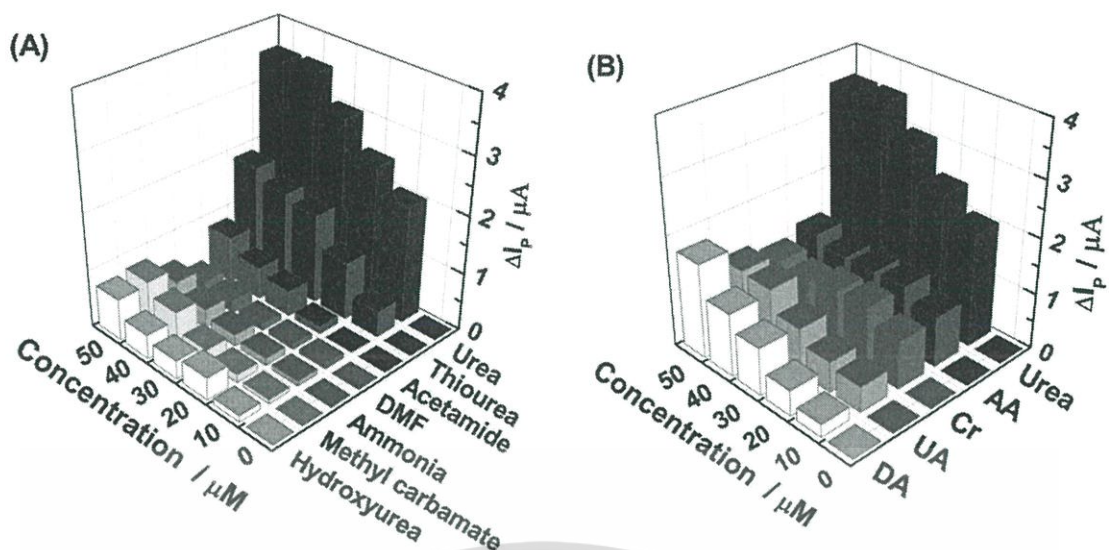 (A)
4
3
2
1
0
ΔI_P / μA
50
40
30
20
10
0
Concentration / μM
Urea
Thiourea
Acetamide
DMF
Ammonia
Methyl carbamate
Hydroxyurea
(B)
4
3
2
1
0
ΔI_P / μA
50
40
30
20
10
0
Concentration / μM
Urea
AA
Cr
UA
DA